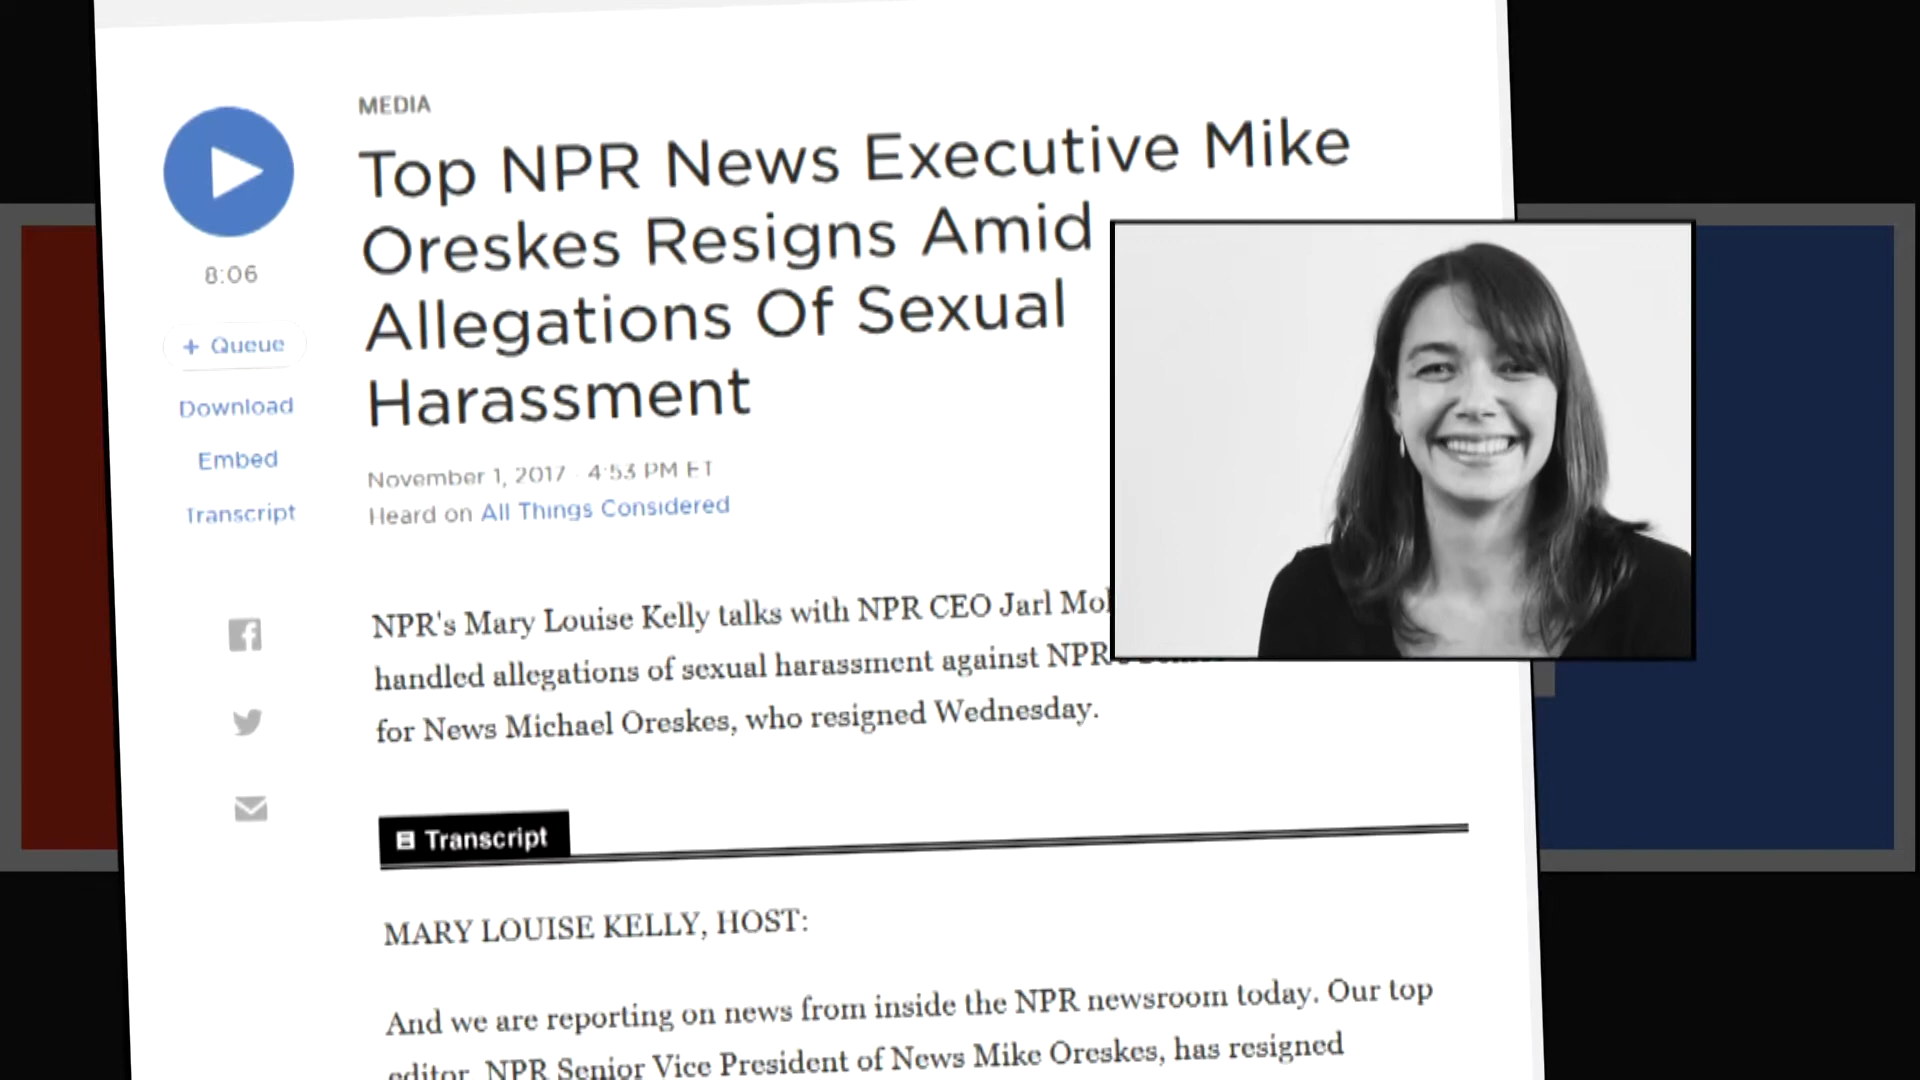 MEDIA
Top NPR News Executive Mike
Oreskes Resigns Amid
Allegations Of Sexual
Harassment
8:06
+ Queue
Download
Embed
Transcript
November 1, 2017 · 4:53 PM ET
Heard on All Things Considered
NPR's Mary Louise Kelly talks with NPR CEO Jarl
handled allegations of sexual harassment against
for News Michael Oreskes, who resigned Wednesday.
Transcript
MARY LOUISE KELLY, HOST:
And we are reporting on news from inside the NPR newsroom today. Our top
editor, NPR Senior Vice President of News Mike Oreskes, has resigned